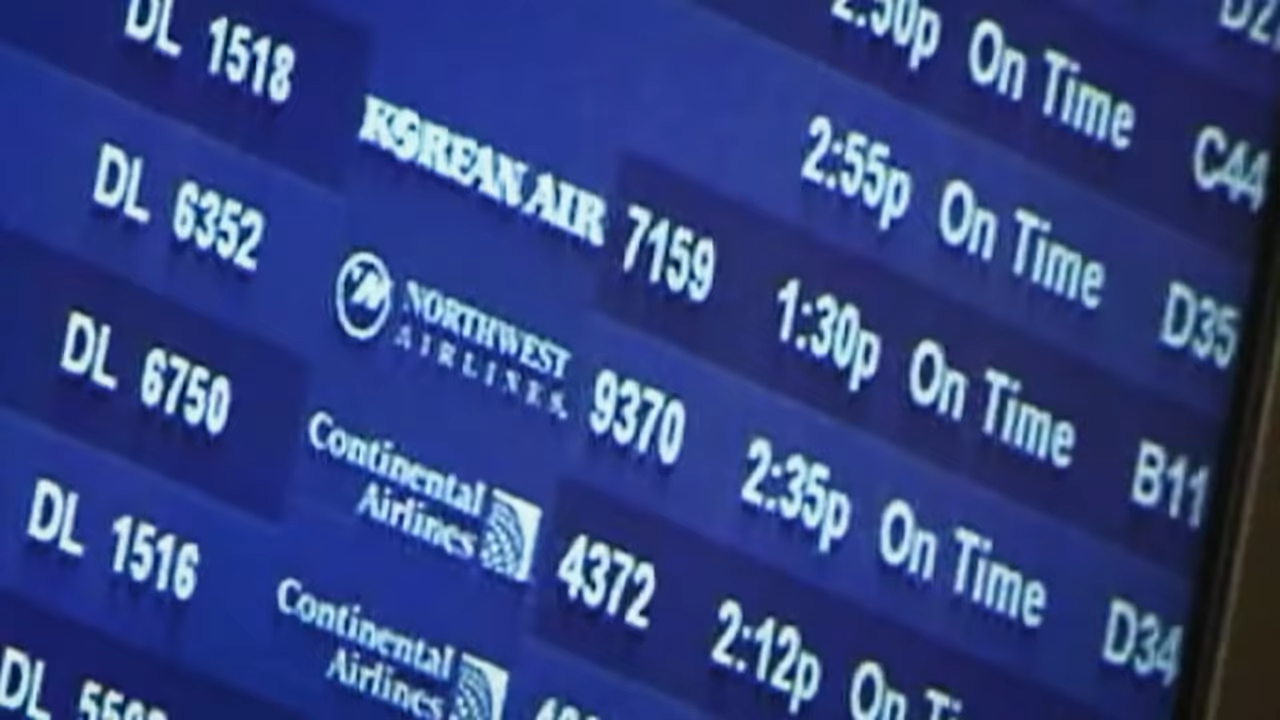 On Time C44
2:55p On Time D35
DL 1518 KOREAN AIR 7159 1:30p On Time B11
DL 6352 NORTHWEST AIRLINES 9370 2:35p On Time D34
DL 6750 Continental Airlines 4372 2:12p On
DL 1516 Continental Airlines
DL